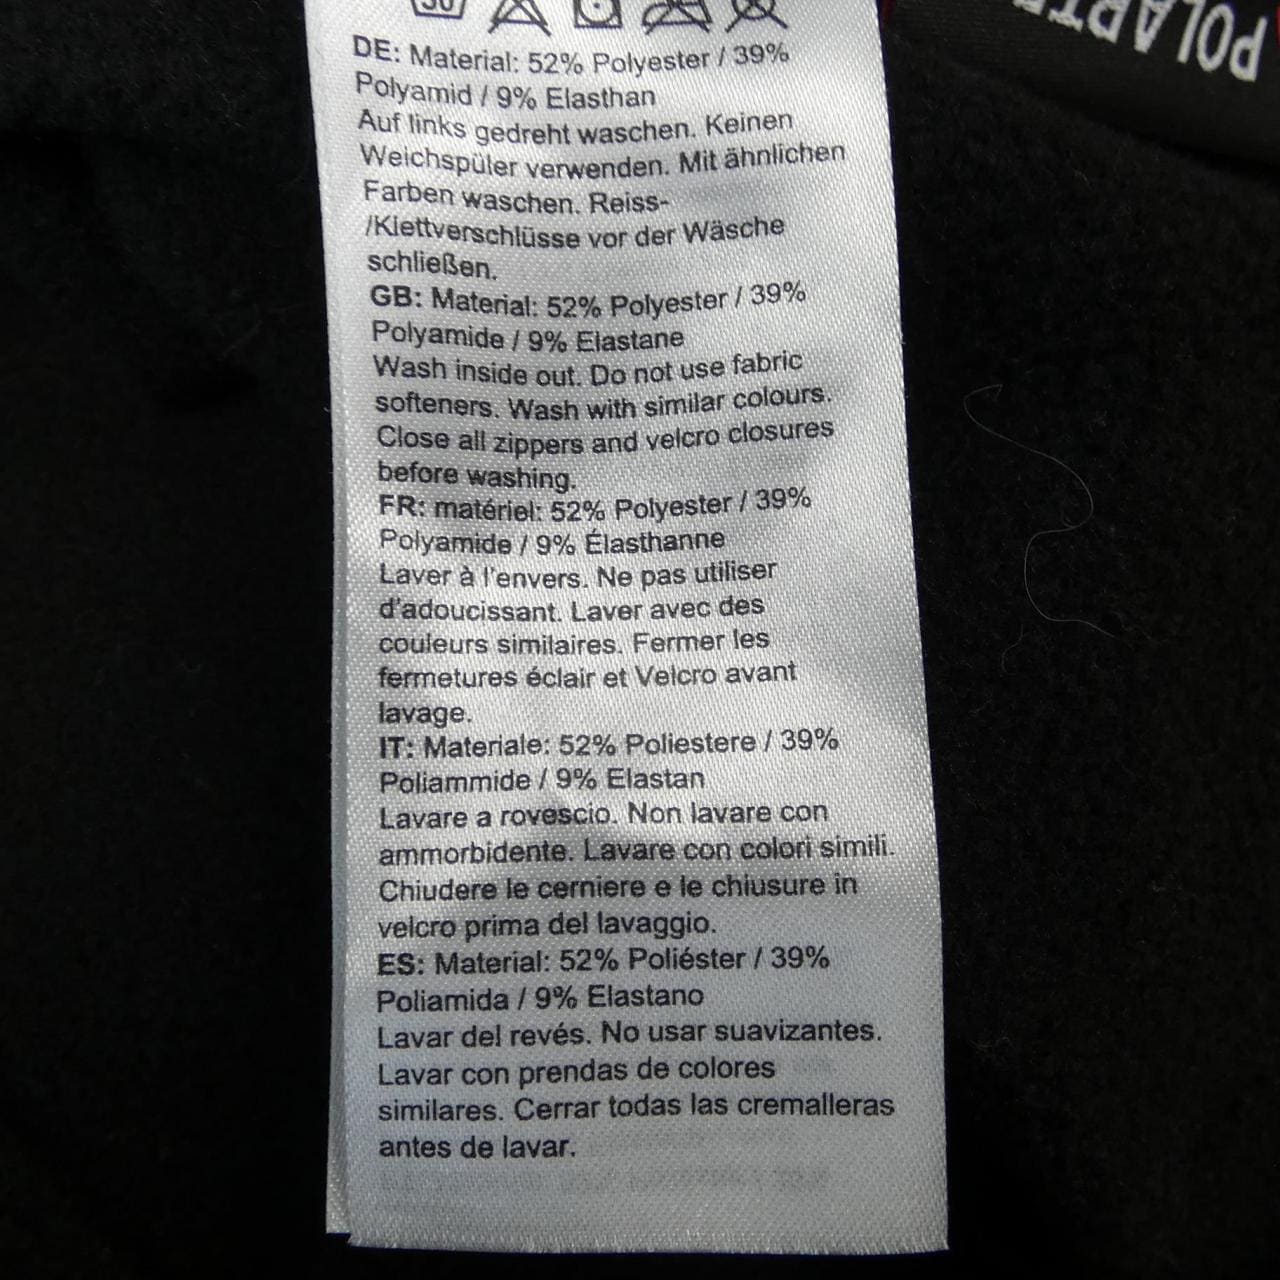 30
POLARTE
DE: Material: 52% Polyester / 39%
Polyamid / 9% Elasthan
Auf links gedreht waschen. Keinen
Weichspüler verwenden. Mit ähnlichen
Farben waschen. Reiss-
/Klettverschlüsse vor der Wäsche
schließen.
GB: Material: 52% Polyester / 39%
Polyamide / 9% Elastane
Wash inside out. Do not use fabric
softeners. Wash with similar colours.
Close all zippers and velcro closures
before washing.
FR: matériel: 52% Polyester / 39%
Polyamide / 9% Élasthanne
Laver à l'envers. Ne pas utiliser
d'adoucissant. Laver avec des
couleurs similaires. Fermer les
fermetures éclair et Velcro avant
lavage.
IT: Materiale: 52% Poliestere / 39%
Poliammide / 9% Elastan
Lavare a rovescio. Non lavare con
ammorbidente. Lavare con colori simili.
Chiudere le cerniere e le chiusure in
velcro prima del lavaggio.
ES: Material: 52% Poliéster / 39%
Poliamida / 9% Elastano
Lavar del revés. No usar suavizantes.
Lavar con prendas de colores
similares. Cerrar todas las cremalleras
antes de lavar.